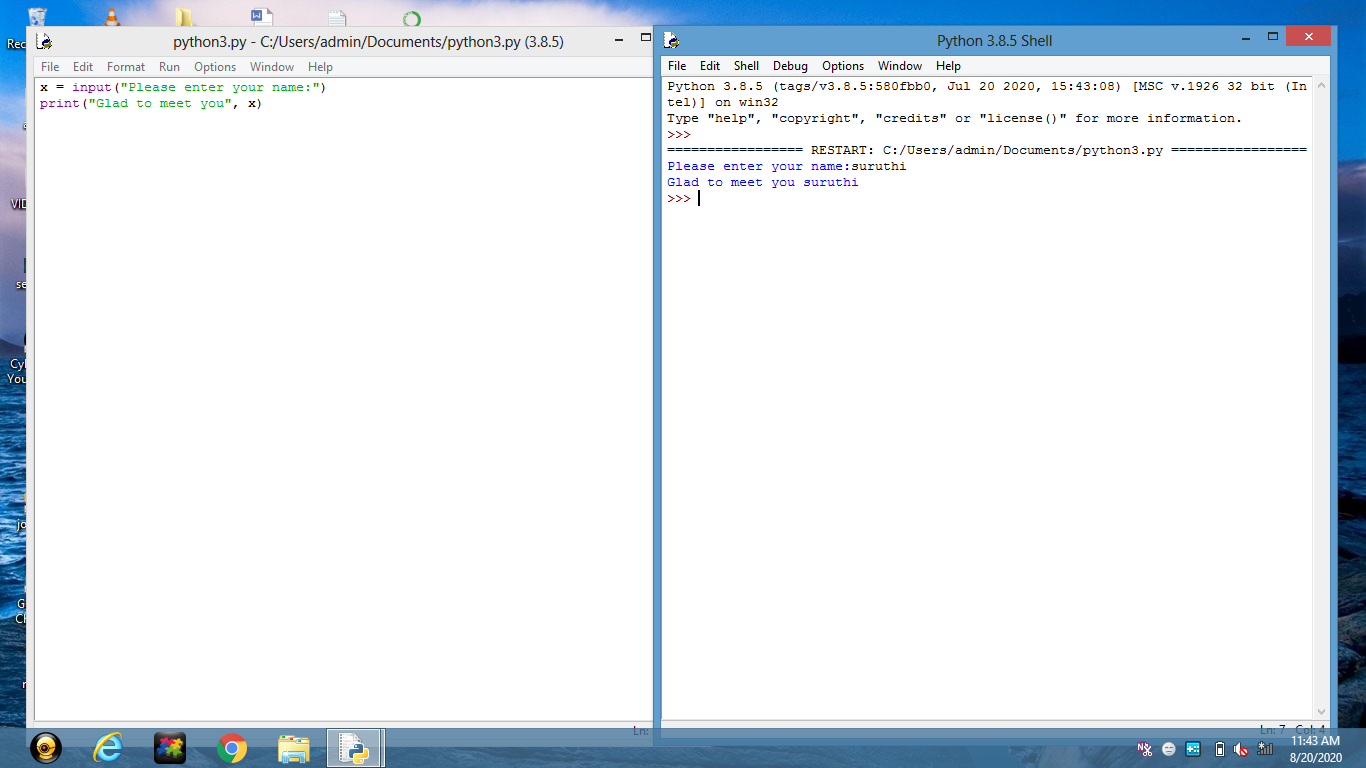 Rec
VID
se
Cyl
You
jo
G
Ch
python3.py - C:/Users/admin/Documents/python3.py (3.8.5)
File Edit Format Run Options Window Help
x = input("Please enter your name:")
print("Glad to meet you", x)
Ln:
Python 3.8.5 Shell
File Edit Shell Debug Options Window Help
Python 3.8.5 (tags/v3.8.5:580fbb0, Jul 20 2020, 15:43:08) [MSC v.1926 32 bit (In
tel)] on win32
Type "help", "copyright", "credits" or "license()" for more information.
>>>
================= RESTART: C:/Users/admin/Documents/python3.py =================
Please enter your name:suruthi
Glad to meet you suruthi
>>>
Ln: 7 Col: 4
11:43 AM
8/20/2020